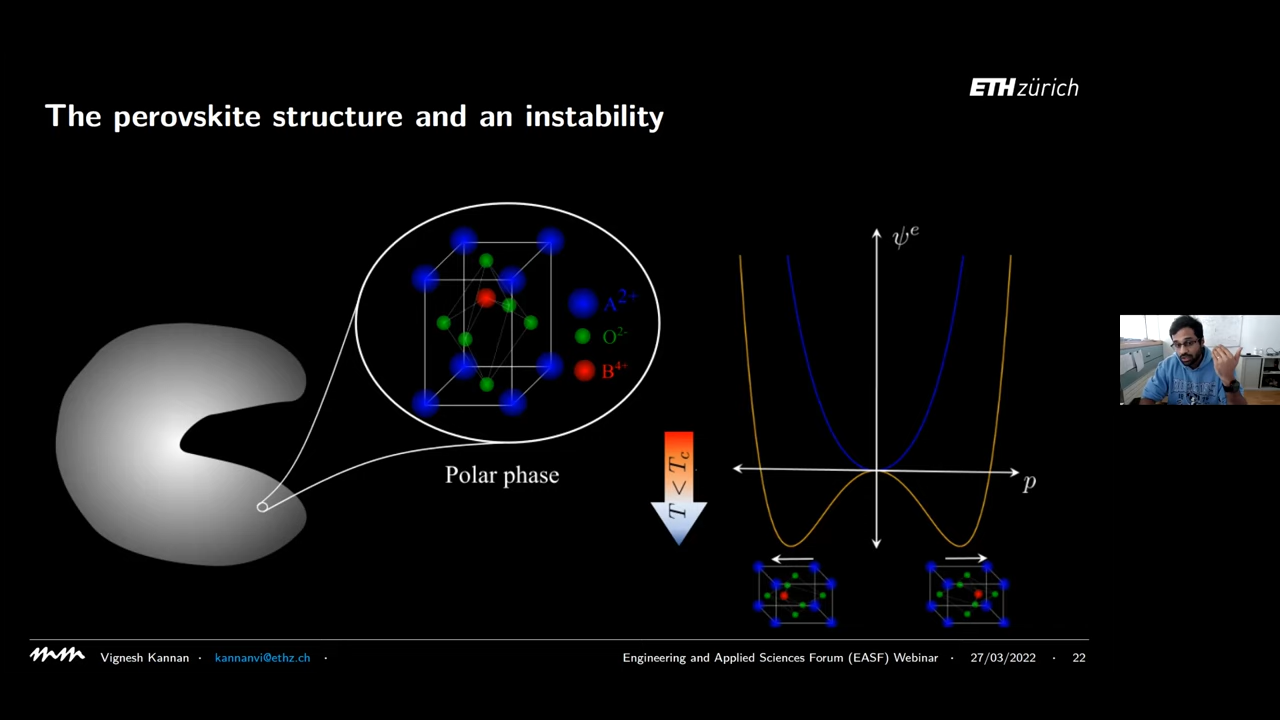 ETH zürich
The perovskite structure and an instability
ψᵉ
A²⁺
O²⁻
B⁴⁺
Polar phase
T < T_c
p
Vignesh Kannan · kannanvi@ethz.ch ·
Engineering and Applied Sciences Forum (EASF) Webinar · 27/03/2022 · 22